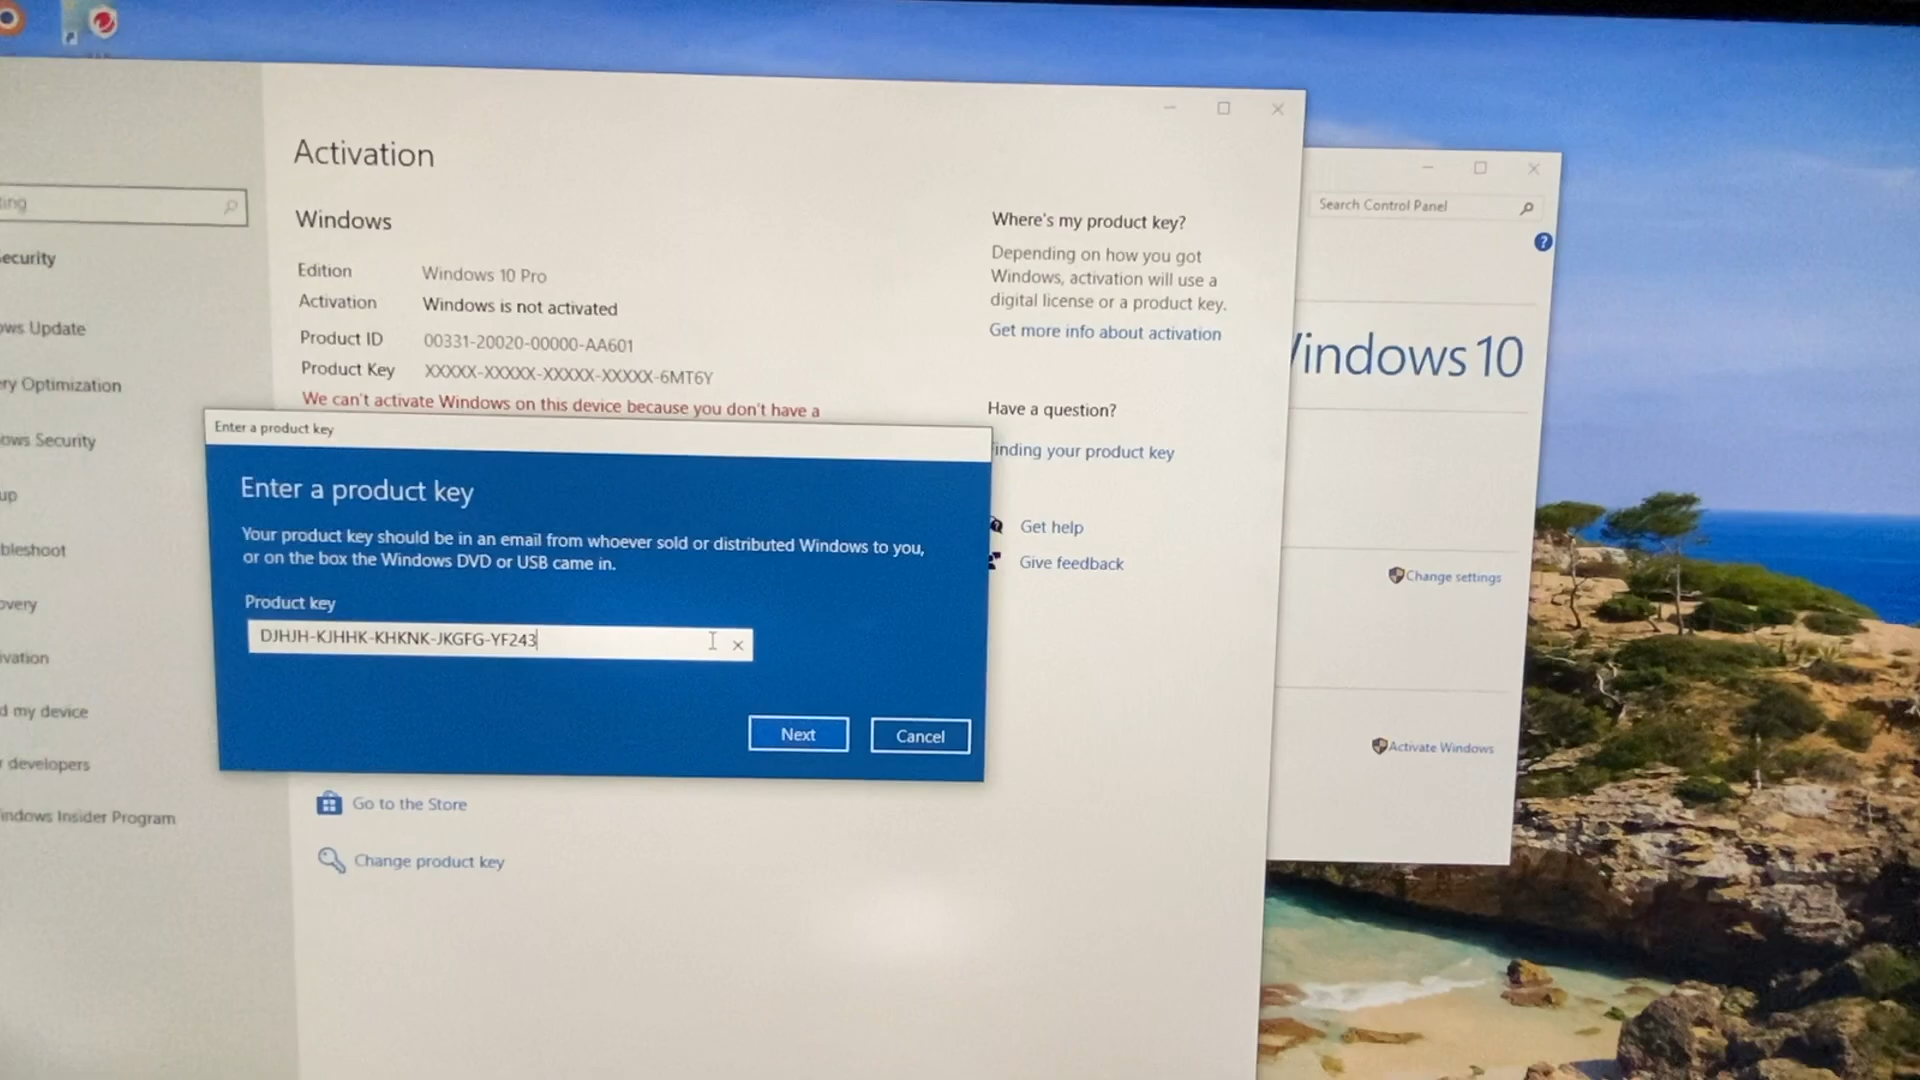 Activation
ting
Windows
Edition Windows 10 Pro
Activation Windows is not activated
Product ID 00331-20020-00000-AA601
Product Key XXXXX-XXXXX-XXXXX-XXXXX-6MT6Y
We can't activate Windows on this device because you don't have a
ecurity
ows Update
ry Optimization
ows Security
up
bleshoot
overy
ivation
d my device
r developers
indows Insider Program
Enter a product key
Enter a product key
Your product key should be in an email from whoever sold or distributed Windows to you,
or on the box the Windows DVD or USB came in.
Product key
DJHJH-KJHHK-KHKNK-JKGFG-YF243
Next
Cancel
Go to the Store
Change product key
Where's my product key?
Depending on how you got
Windows, activation will use a
digital license or a product key.
Get more info about activation
Have a question?
inding your product key
Get help
Give feedback
Search Control Panel
?
indows 10
Change settings
Activate Windows